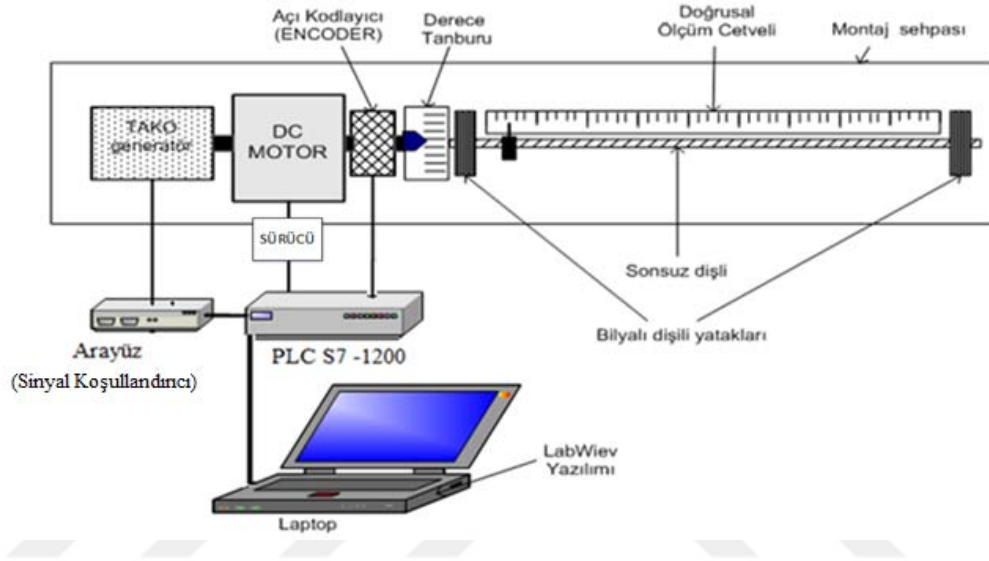 Açı Kodlayıcı
(ENCODER)
Derece
Tanburu
Doğrusal
Ölçüm Cetveli
Montaj sehpası
TAKO
generatör
DC
MOTOR
SÜRÜCÜ
Sonsuz dişli
Bilyalı dişili yatakları
Arayüz
(Sinyal Koşullandırıcı)
PLC S7 -1200
LabWiev
Yazılımı
Laptop